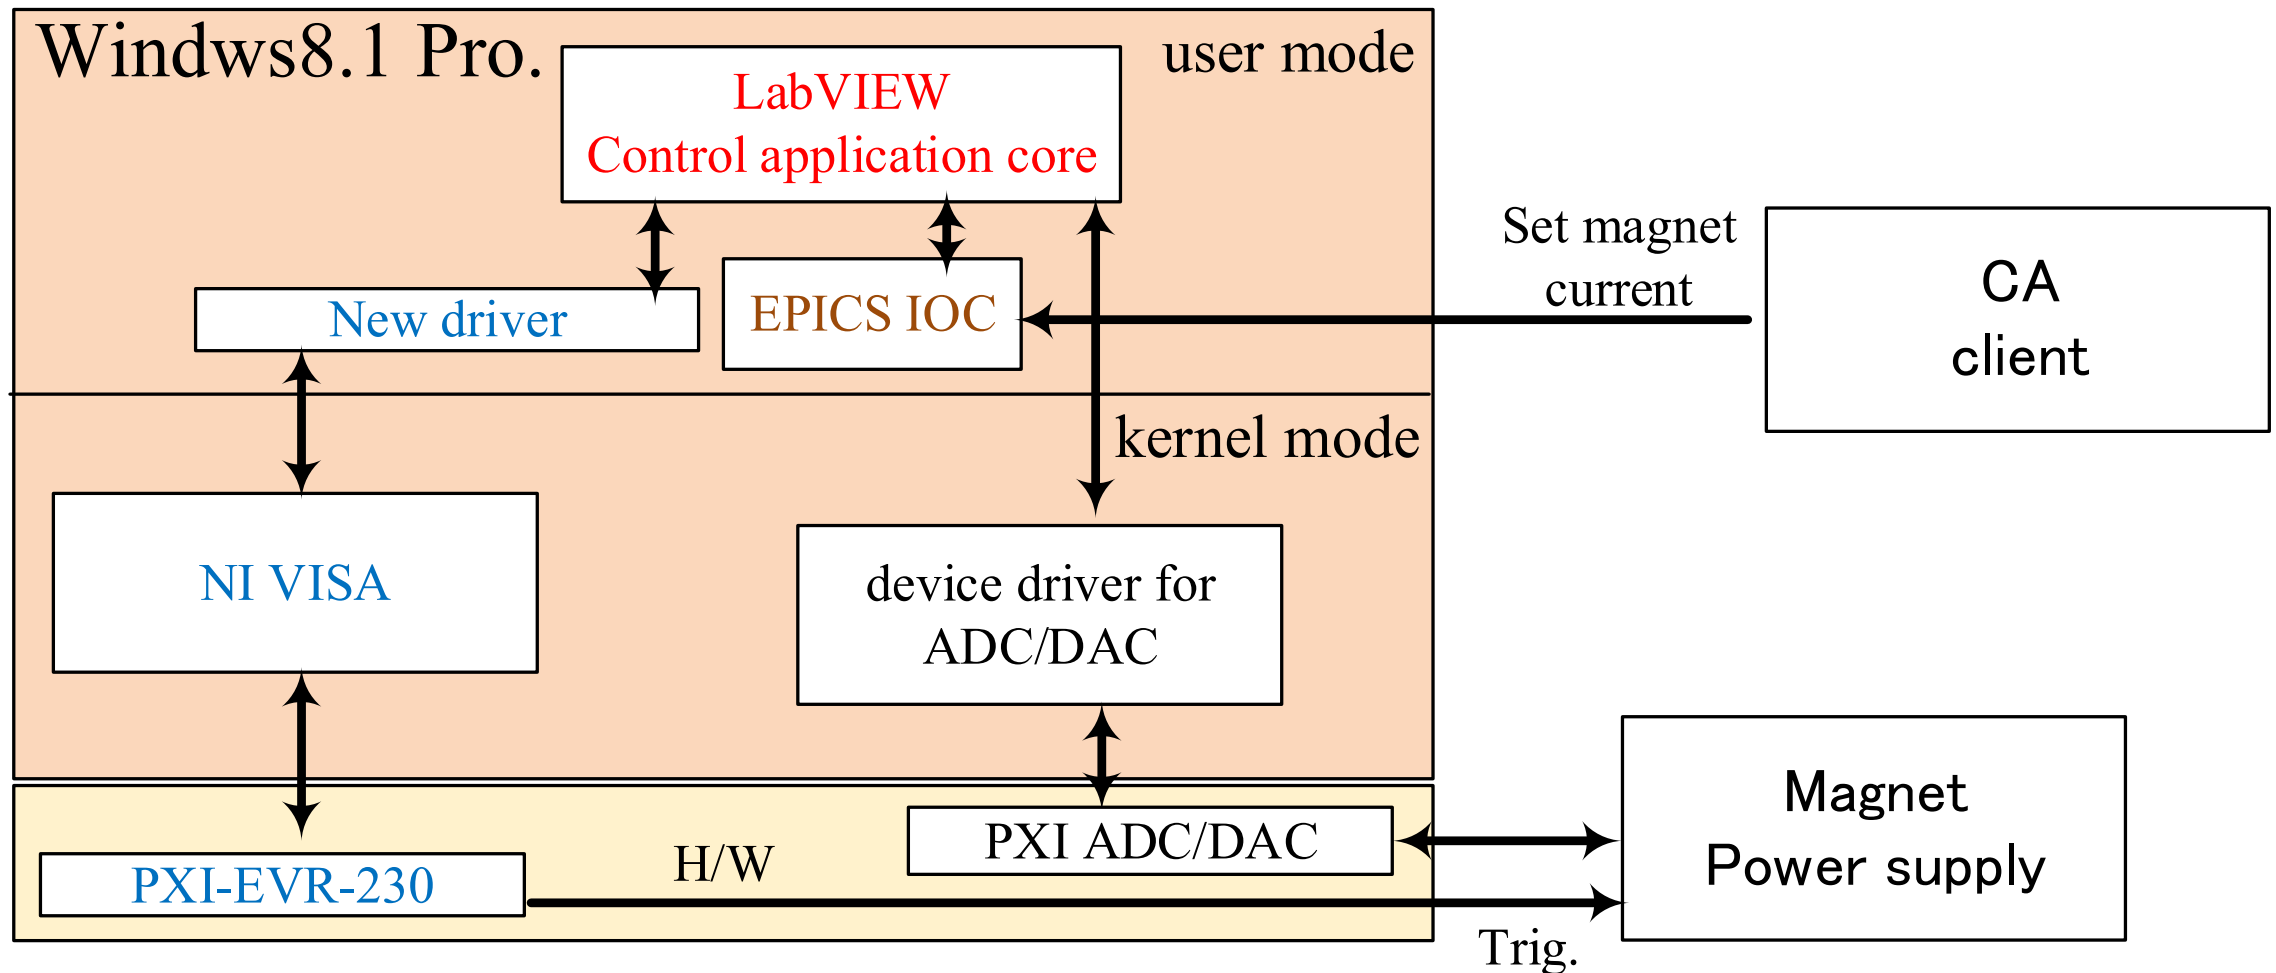 Windws8.1 Pro.
user mode
LabVIEW
Control application core
Set magnet
current
CA
client
New driver
EPICS IOC
kernel mode
NI VISA
device driver for
ADC/DAC
Magnet
Power supply
PXI ADC/DAC
H/W
PXI-EVR-230
Trig.